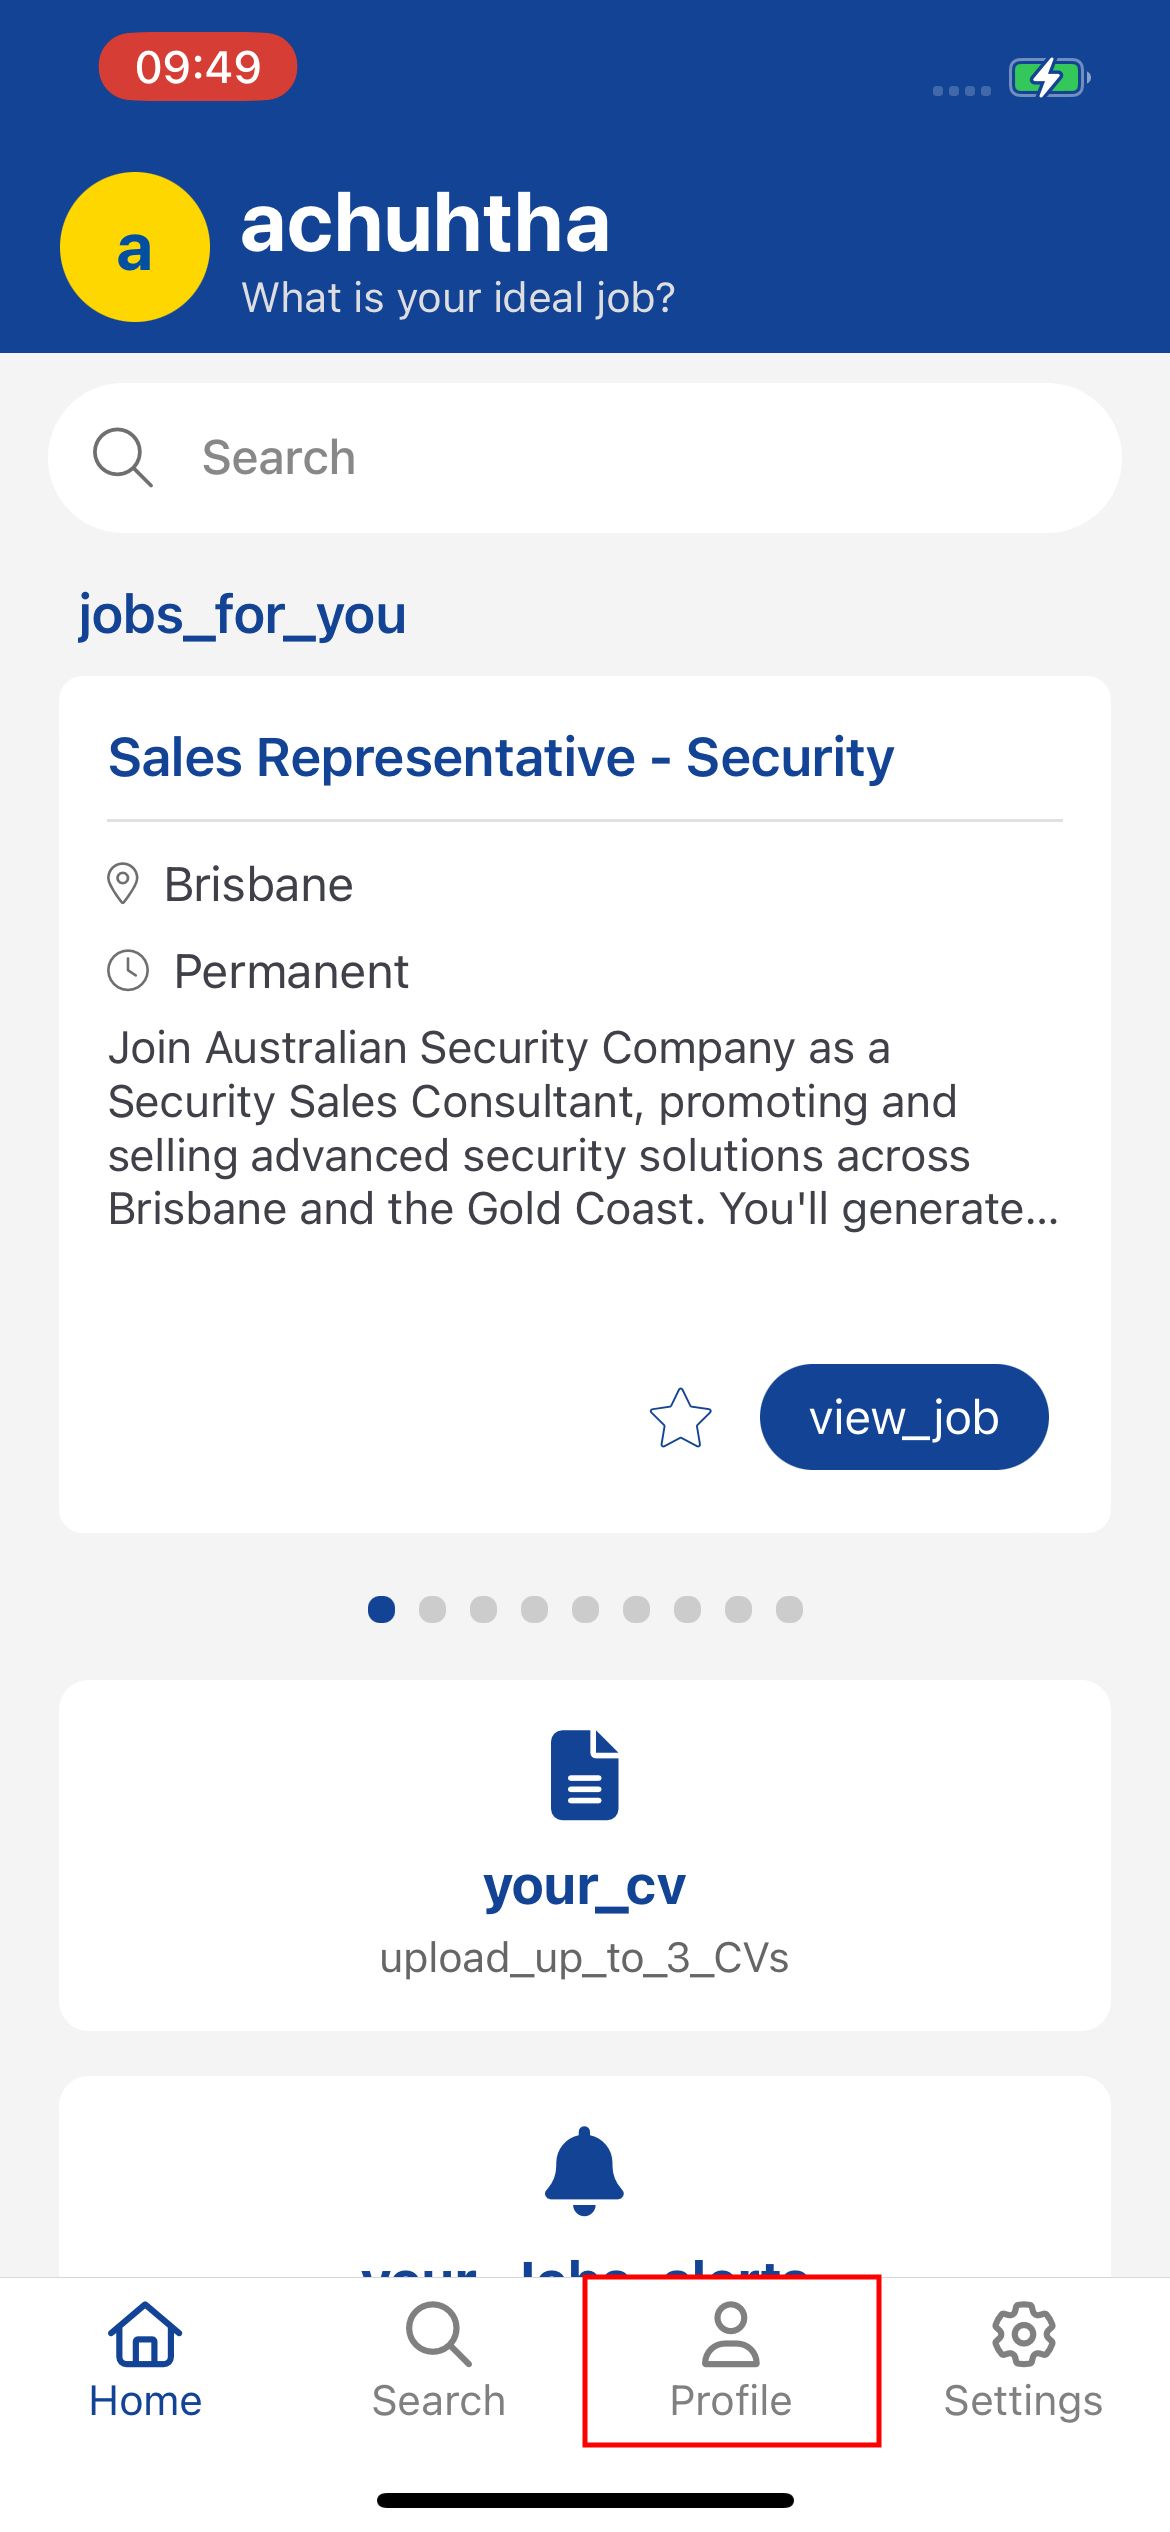 09:49
a
achuhtha
What is your ideal job?
Search
jobs_for_you
Sales Representative - Security
Brisbane
Permanent
Join Australian Security Company as a
Security Sales Consultant, promoting and
selling advanced security solutions across
Brisbane and the Gold Coast. You'll generate...
view_job
your_cv
upload_up_to_3_CVs
your_Jobs_alerts
Home
Search
Profile
Settings